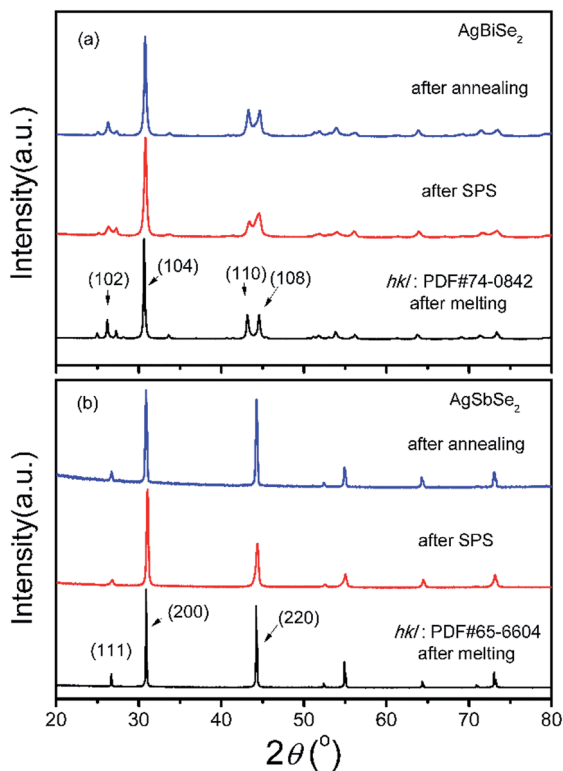 (a)
AgBiSe₂
after annealing
after SPS
(102)
(104)
(110)
(108)
hkl : PDF#74-0842
after melting
Intensity(a.u.)
(b)
AgSbSe₂
after annealing
after SPS
(111)
(200)
(220)
hkl : PDF#65-6604
after melting
Intensity(a.u.)
20 30 40 50 60 70 80
2θ (°)